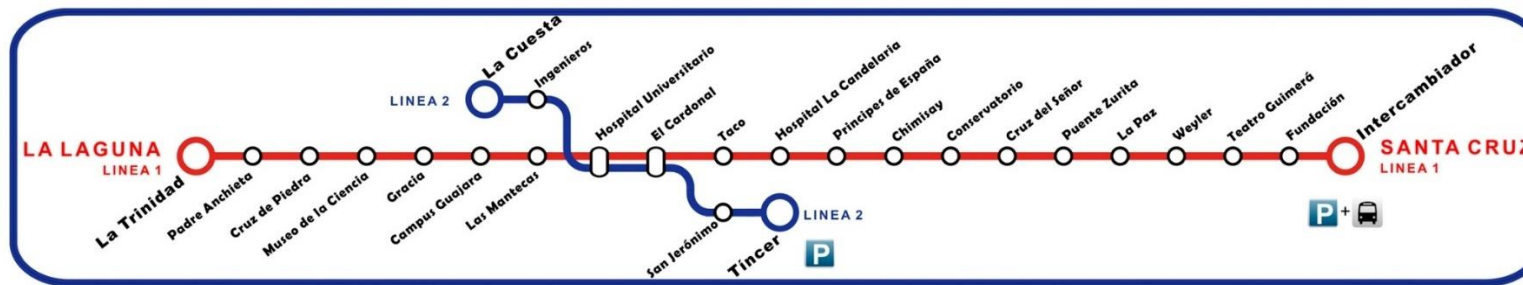 LA LAGUNA
LINEA 1
La Trinidad
Padre Anchieta
Cruz de Piedra
Museo de la Ciencia
Gracia
Campus Guajara
Las Mantecas
LINEA 2
La Cuesta
Ingenieros
Hospital Universitario
El Cardonal
Taco
Hospital La Candelaria
Principes de España
Chimisay
Conservatorio
Cruz del Señor
Puente Zurita
La Paz
Weyler
Teatro Guimerá
Fundación
Intercambiador
SANTA CRUZ
LINEA 1
San Jerónimo
Tíncer
LINEA 2
P
P +